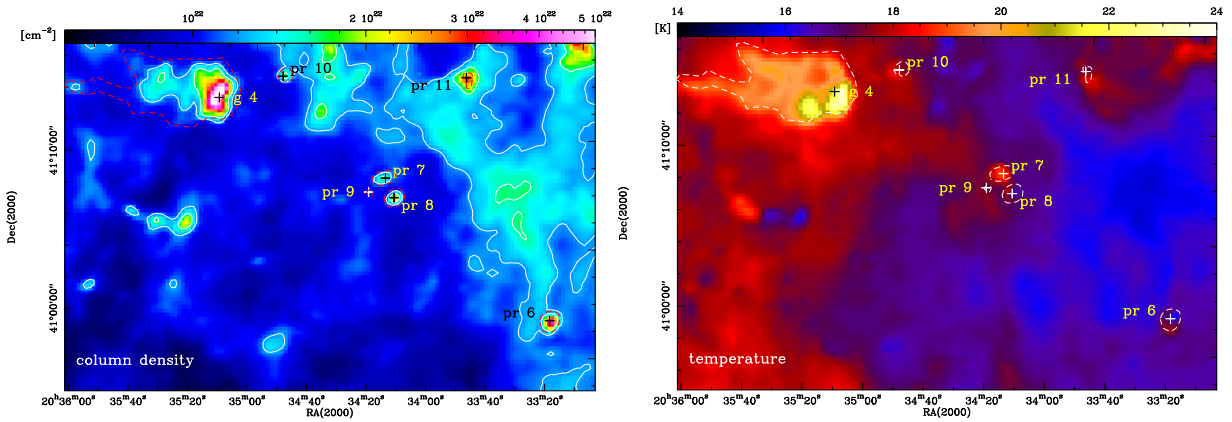 10²² 2 10²² 3 10²² 4 10²² 5 10²²
[cm⁻²]
pr 10
pr 11
g 4
41°10'00"
pr 7
pr 9
pr 8
Dec(2000)
41°00'00"
pr 6
column density
20ʰ36ᵐ00ˢ 35ᵐ40ˢ 35ᵐ20ˢ 35ᵐ00ˢ 34ᵐ40ˢ 34ᵐ20ˢ 34ᵐ00ˢ 33ᵐ40ˢ 33ᵐ20ˢ
RA(2000)
14 16 18 20 22 24
[K]
pr 10
pr 11
g 4
41°10'00"
pr 7
pr 9
pr 8
Dec(2000)
41°00'00"
pr 6
temperature
20ʰ36ᵐ00ˢ 35ᵐ40ˢ 35ᵐ20ˢ 35ᵐ00ˢ 34ᵐ40ˢ 34ᵐ20ˢ 34ᵐ00ˢ 33ᵐ40ˢ 33ᵐ20ˢ
RA(2000)